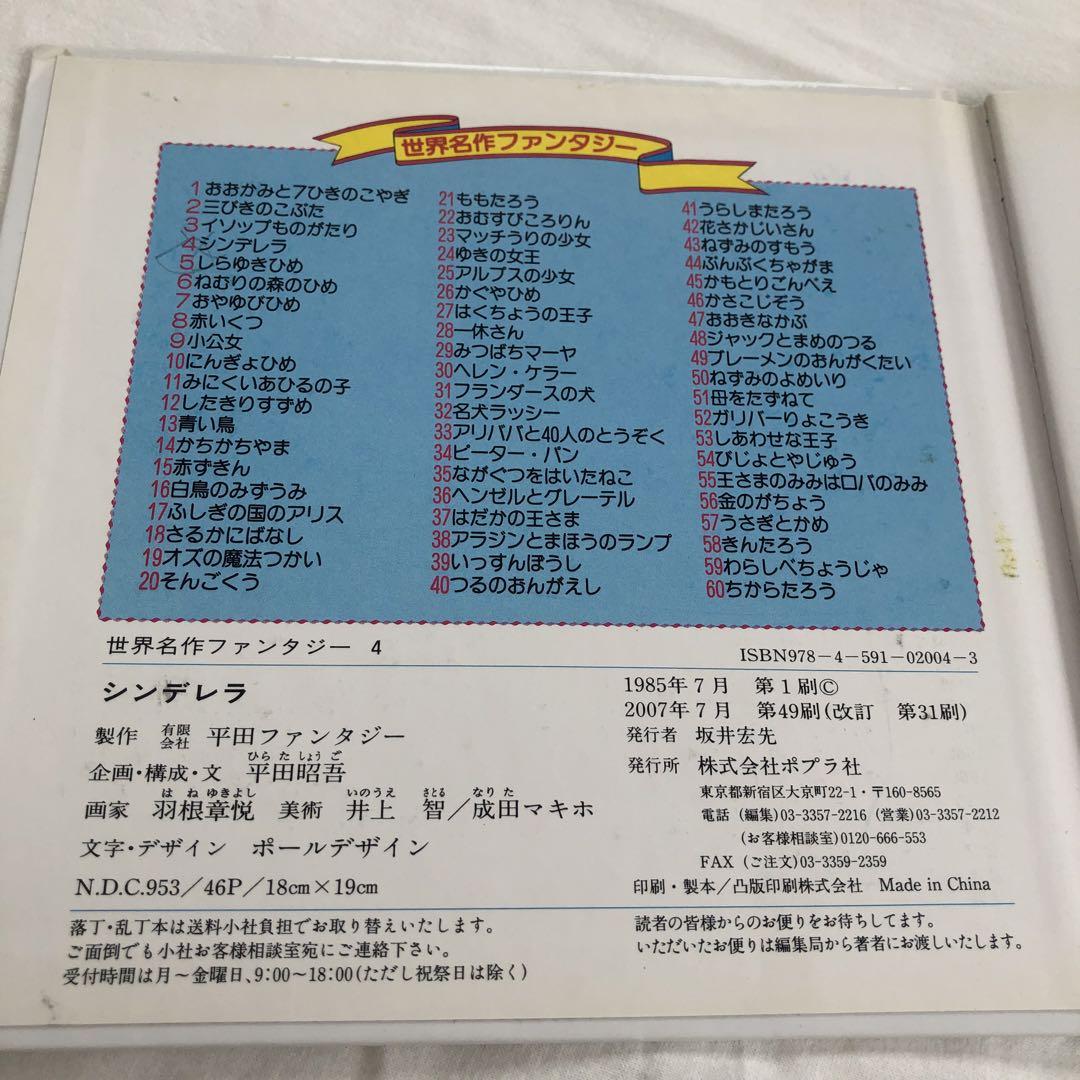 世界名作ファンタジー
1おおかみと7ひきのこやぎ
2三びきのこぶた
3イソップものがたり
4シンデレラ
5しらゆきひめ
6ねむりの森のひめ
7おやゆびひめ
8赤いくつ
9小公女
10にんぎょひめ
11みにくいあひるの子
12したきりすずめ
13青い鳥
14かちかちやま
15赤ずきん
16白鳥のみずうみ
17ふしぎの国のアリス
18さるかにばなし
19オズの魔法つかい
20そんごくう
21ももたろう
22おむすびころりん
23マッチうりの少女
24ゆきの女王
25アルプスの少女
26かぐやひめ
27はくちょうの王子
28一休さん
29みつばちマーヤ
30ヘレン・ケラー
31フランダースの犬
32名犬ラッシー
33アリババと40人のとうぞく
34ピーター・パン
35ながぐつをはいたねこ
36ヘンゼルとグレーテル
37はだかの王さま
38アラジンとまほうのランプ
39いっすんぼうし
40つるのおんがえし
41うらしまたろう
42花さかじいさん
43ねずみのすもう
44ぶんぶくちゃがま
45かもとりごんべえ
46かさこじぞう
47おおきなかぶ
48ジャックとまめのつる
49ブレーメンのおんがくたい
50ねずみのよめいり
51母をたずねて
52ガリバーりょこうき
53しあわせな王子
54びじょとやじゅう
55王さまのみみはロバのみみ
56金のがちょう
57うさぎとかめ
58きんたろう
59わらしべちょうじゃ
60ちからたろう
世界名作ファンタジー 4
シンデレラ
製作 有限会社 平田ファンタジー
ひらたしょうご
企画・構成・文 平田昭吾
はねゆきよし いのうえ さとる なりた
画家 羽根章悦 美術 井上 智／成田マキホ
文字・デザイン ポールデザイン
N.D.C.953／46P／18cm×19cm
ISBN978-4-591-02004-3
1985年7月 第1刷©
2007年7月 第49刷(改訂 第31刷)
発行者 坂井宏先
発行所 株式会社ポプラ社
東京都新宿区大京町22-1・〒160-8565
電話 (編集)03-3357-2216 (営業)03-3357-2212
(お客様相談室)0120-666-553
FAX (ご注文)03-3359-2359
印刷・製本／凸版印刷株式会社 Made in China
落丁・乱丁本は送料小社負担でお取り替えいたします。
ご面倒でも小社お客様相談室宛にご連絡下さい。
受付時間は月～金曜日、9:00～18:00(ただし祝祭日は除く)
読者の皆様からのお便りをお待ちしてます。
いただいたお便りは編集局から著者にお渡しいたします。